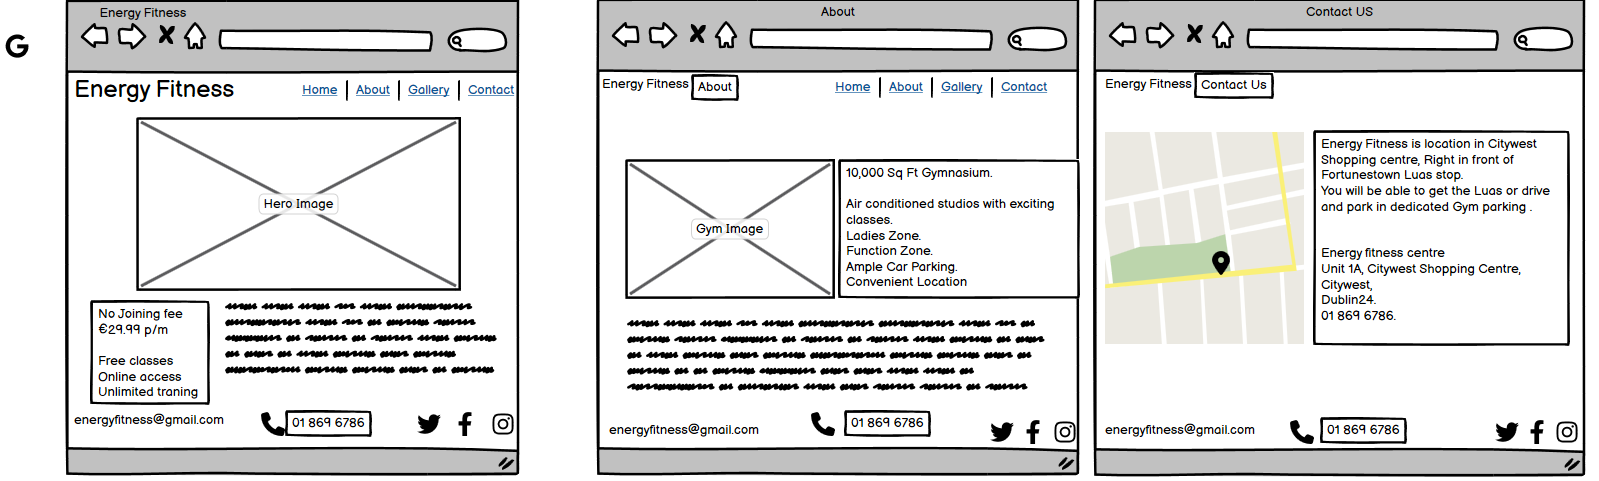 G
Energy Fitness
Energy Fitness
Home | About | Gallery | Contact
Hero Image
No Joining fee
€29.99 p/m
Free classes
Online access
Unlimited traning
energyfitness@gmail.com
01 869 6786
About
Energy Fitness
About
Home | About | Gallery | Contact
Gym Image
10,000 Sq Ft Gymnasium.
Air conditioned studios with exciting
classes.
Ladies Zone.
Function Zone.
Ample Car Parking.
Convenient Location
energyfitness@gmail.com
01 869 6786
Contact US
Energy Fitness
Contact Us
Energy Fitness is location in Citywest
Shopping centre, Right in front of
Fortunestown Luas stop.
You will be able to get the Luas or drive
and park in dedicated Gym parking .
Energy fitness centre
Unit 1A, Citywest Shopping Centre,
Citywest,
Dublin24.
01 869 6786.
energyfitness@gmail.com
01 869 6786